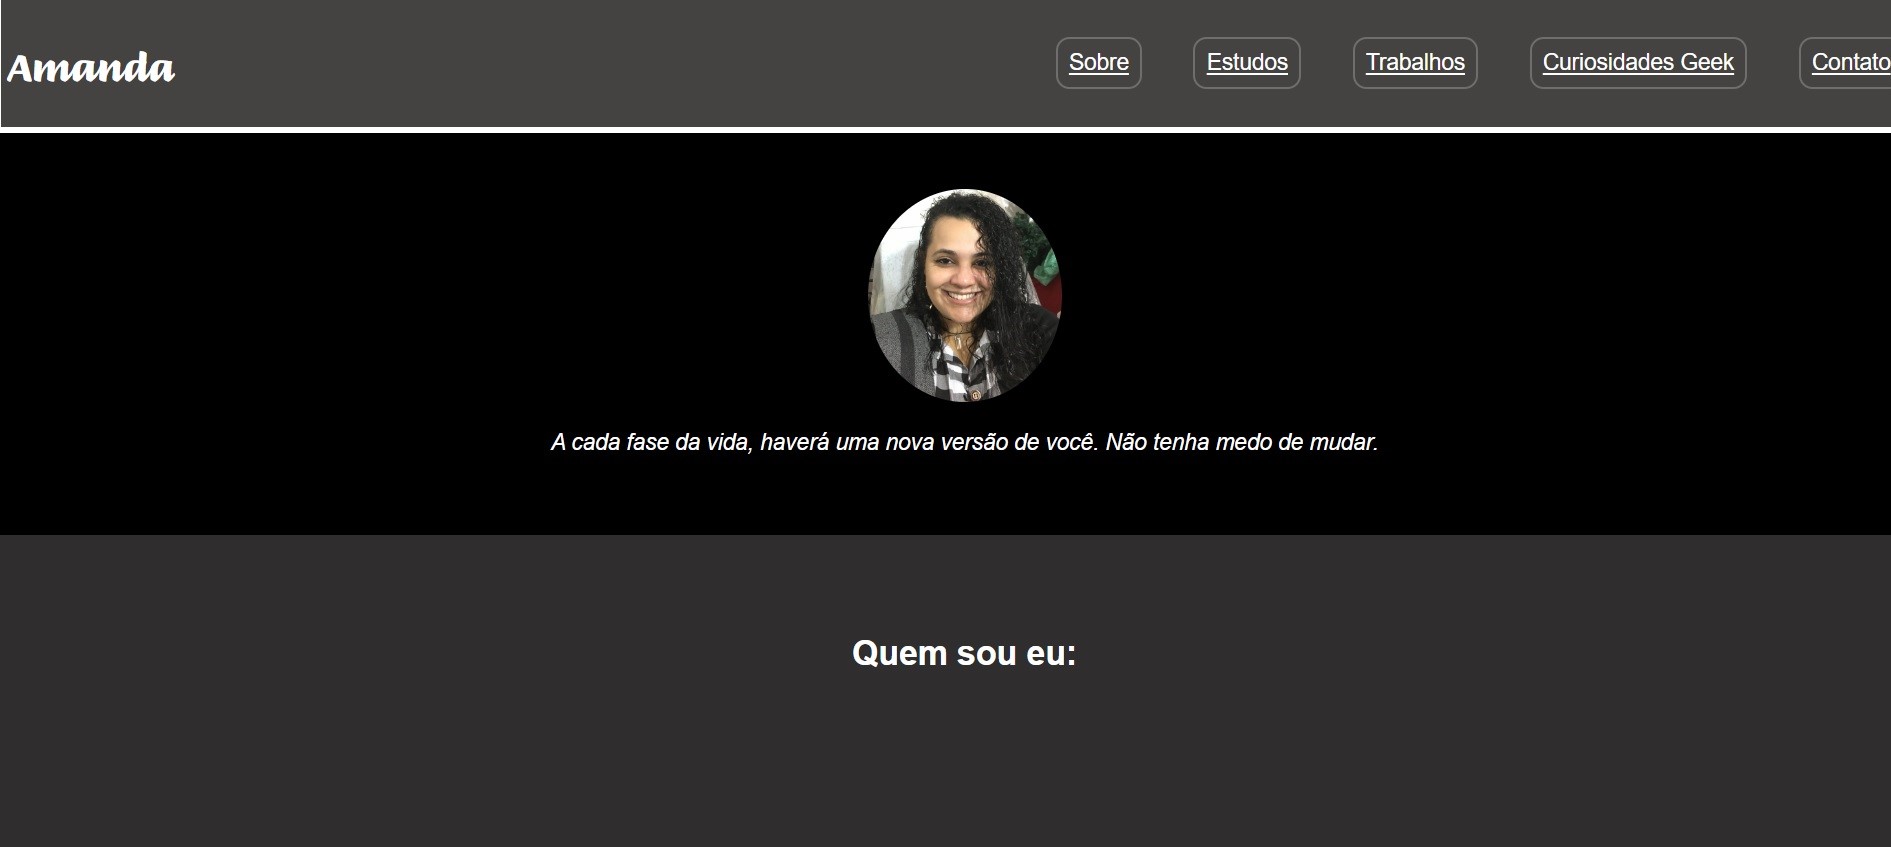 Amanda
Sobre
Estudos
Trabalhos
Curiosidades Geek
Contato
A cada fase da vida, haverá uma nova versão de você. Não tenha medo de mudar.
Quem sou eu: